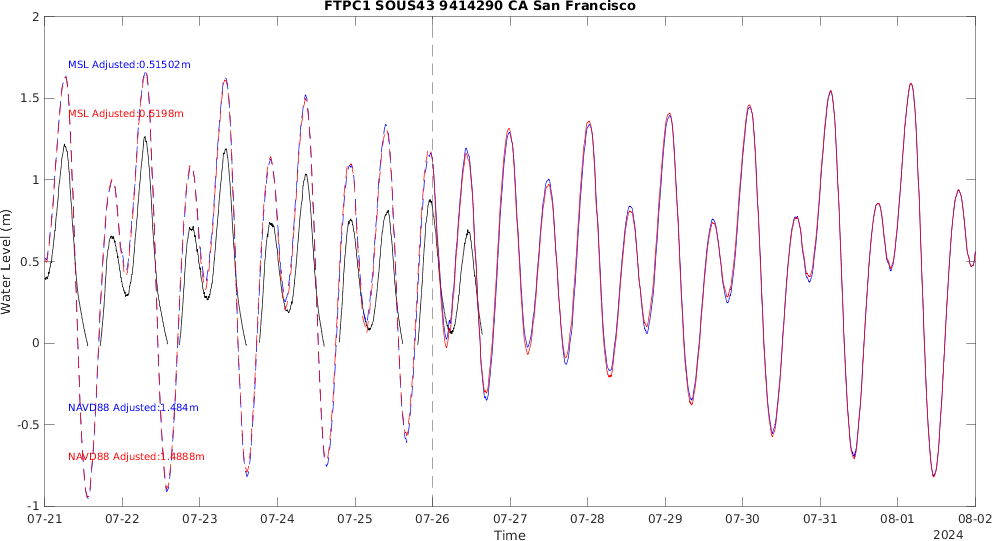 FTPC1 SOUS43 9414290 CA San Francisco
2
1.5
1
0.5
0
-0.5
-1
Water Level (m)
MSL Adjusted:0.51502m
MSL Adjusted:0.5198m
NAVD88 Adjusted:1.484m
NAVD88 Adjusted:1.4888m
07-21 07-22 07-23 07-24 07-25 07-26 07-27 07-28 07-29 07-30 07-31 08-01 08-02
Time
2024